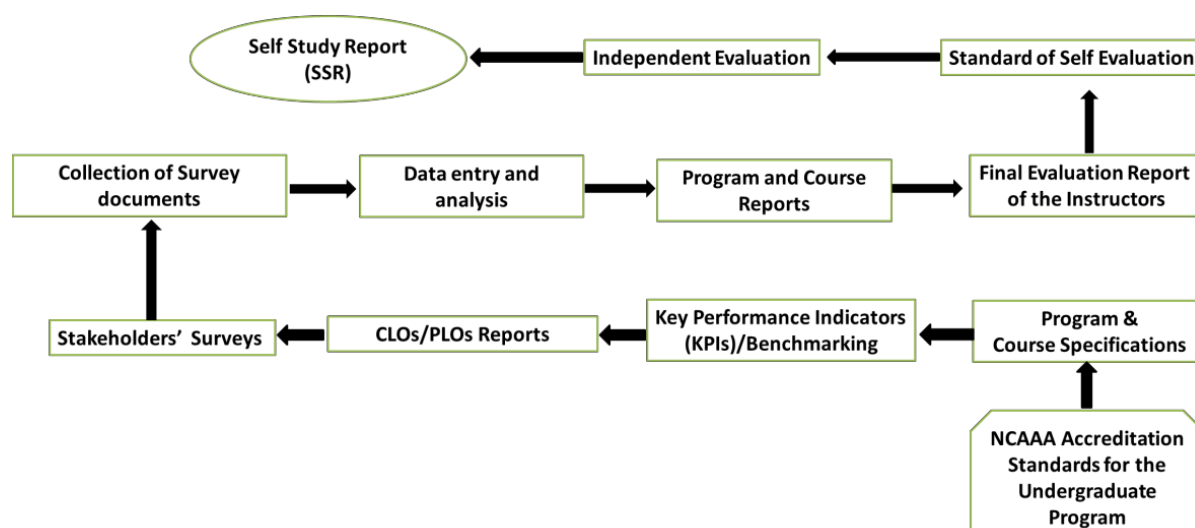 Self Study Report
(SSR)
Independent Evaluation
Standard of Self Evaluation
Collection of Survey
documents
Data entry and
analysis
Program and Course
Reports
Final Evaluation Report
of the Instructors
Stakeholders' Surveys
CLOs/PLOs Reports
Key Performance Indicators
(KPIs)/Benchmarking
Program &
Course Specifications
NCAAA Accreditation
Standards for the
Undergraduate
Program